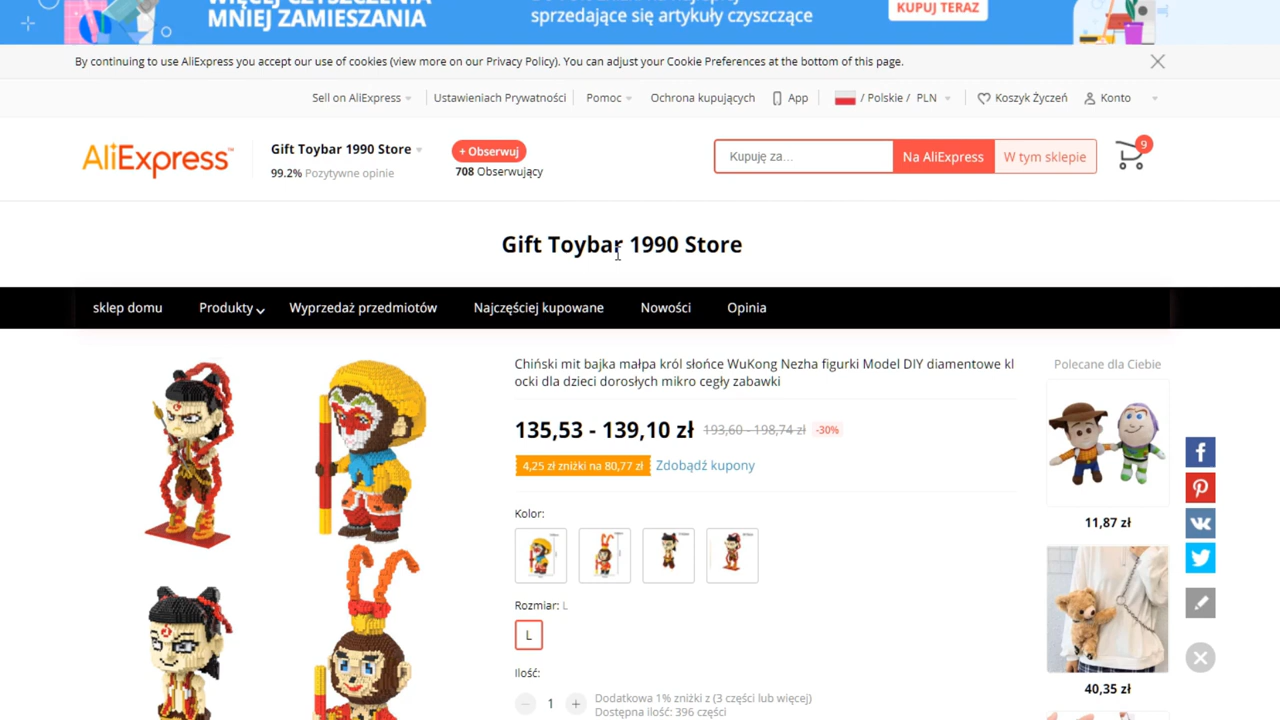 MNIEJ ZAMIESZANIA
sprzedające się artykuły czyszczące
KUPUJ TERAZ
By continuing to use AliExpress you accept our use of cookies (view more on our Privacy Policy). You can adjust your Cookie Preferences at the bottom of this page.
Sell on AliExpress
Ustawieniach Prywatności
Pomoc
Ochrona kupujących
App
/ Polskie / PLN
Koszyk Życzeń
Konto
AliExpress™
Gift Toybar 1990 Store
99.2% Pozytywne opinie
+ Obserwuj
708 Obserwujący
Kupuję za...
Na AliExpress
W tym sklepie
9
Gift Toybar 1990 Store
sklep domu
Produkty
Wyprzedaż przedmiotów
Najczęściej kupowane
Nowości
Opinia
Chiński mit bajka małpa król słońce WuKong Nezha figurki Model DIY diamentowe kl
ocki dla dzieci dorosłych mikro cegły zabawki
135,53 - 139,10 zł 193,60 - 198,74 zł -30%
4,25 zł zniżki na 80,77 zł Zdobądź kupony
Kolor:
Rozmiar: L
L
Ilość:
1
Dodatkowa 1% zniżki z (3 części lub więcej)
Dostępna ilość: 396 części
Polecane dla Ciebie
11,87 zł
40,35 zł